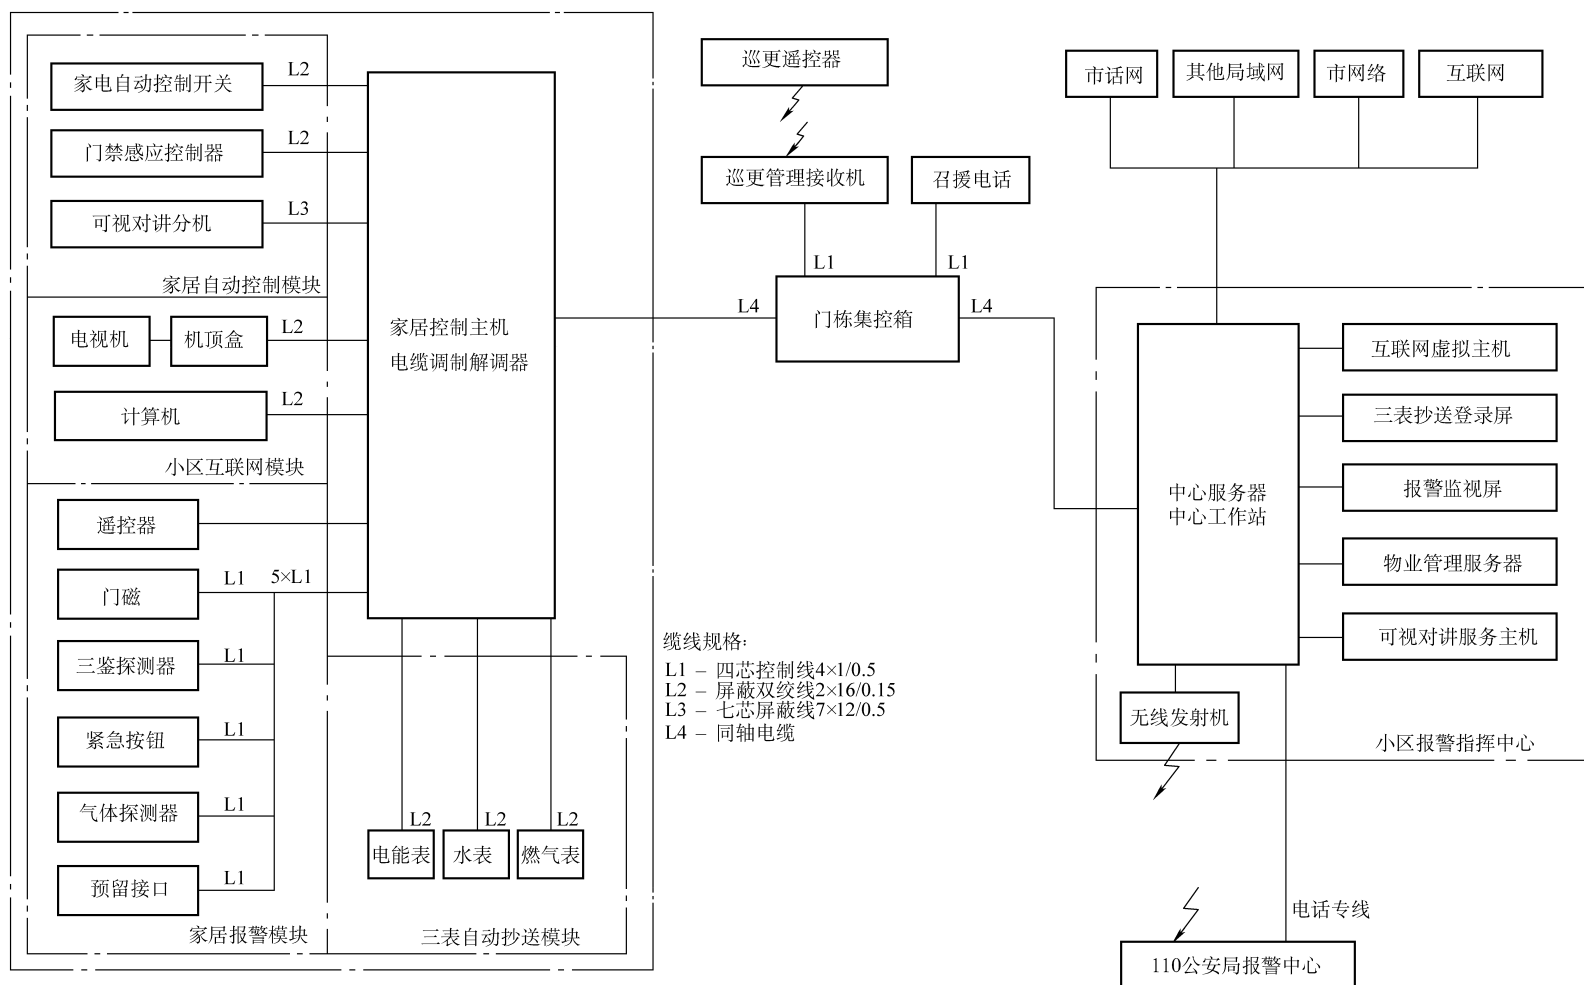 家电自动控制开关
L2
门禁感应控制器
L2
可视对讲分机
L3
家居自动控制模块
电视机
机顶盒
L2
计算机
L2
小区互联网模块
遥控器
门磁
L1
5×L1
三鉴探测器
L1
紧急按钮
L1
气体探测器
L1
预留接口
L1
家居报警模块
家居控制主机
电缆调制解调器
L2
L2
L2
电能表
水表
燃气表
三表自动抄送模块
巡更遥控器
巡更管理接收机
召援电话
L1
L1
L4
门栋集控箱
L4
缆线规格:
L1 – 四芯控制线4×1/0.5
L2 – 屏蔽双绞线2×16/0.15
L3 – 七芯屏蔽线7×12/0.5
L4 – 同轴电缆
市话网
其他局域网
市网络
互联网
中心服务器
中心工作站
互联网虚拟主机
三表抄送登录屏
报警监视屏
物业管理服务器
可视对讲服务主机
无线发射机
小区报警指挥中心
电话专线
110公安局报警中心